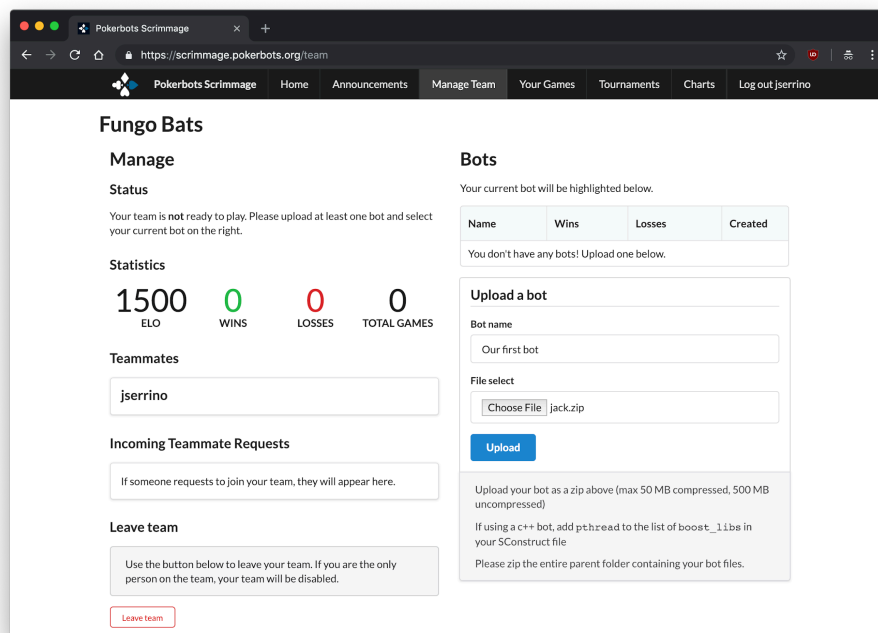 Pokerbots Scrimmage
https://scrimmage.pokerbots.org/team
Pokerbots Scrimmage Home Announcements Manage Team Your Games Tournaments Charts Log out jserrino
Fungo Bats
Manage
Status
Your team is not ready to play. Please upload at least one bot and select
your current bot on the right.
Statistics
1500 0 0 0
ELO WINS LOSSES TOTAL GAMES
Teammates
jserrino
Incoming Teammate Requests
If someone requests to join your team, they will appear here.
Leave team
Use the button below to leave your team. If you are the only
person on the team, your team will be disabled.
Leave team
Bots
Your current bot will be highlighted below.
Name Wins Losses Created
You don't have any bots! Upload one below.
Upload a bot
Bot name
Our first bot
File select
Choose File jack.zip
Upload
Upload your bot as a zip above (max 50 MB compressed, 500 MB
uncompressed)
If using a c++ bot, add pthread to the list of boost_libs in
your SConstruct file
Please zip the entire parent folder containing your bot files.